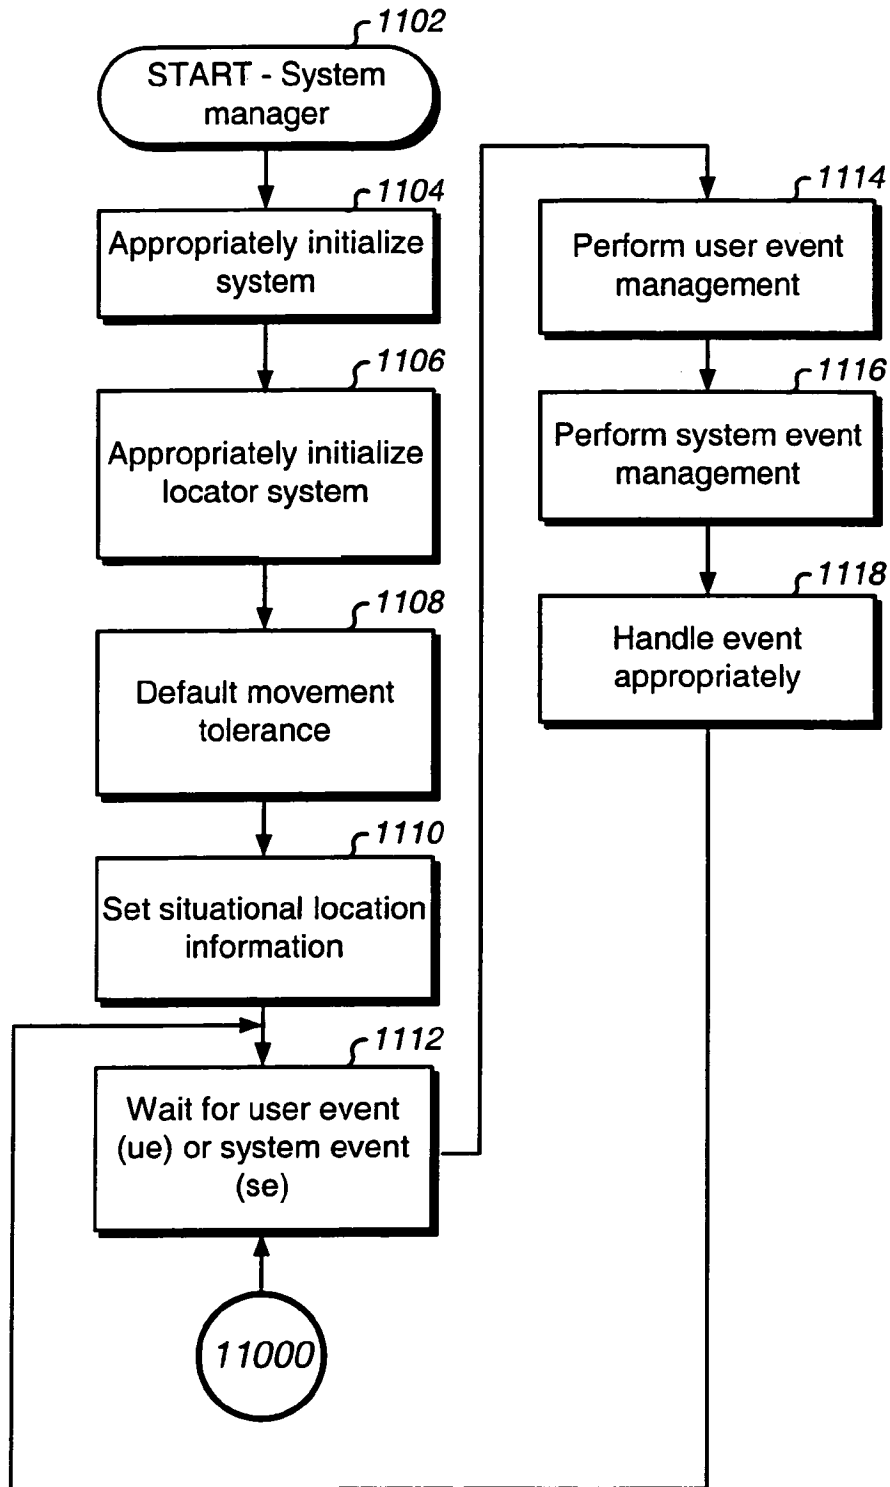 1102
START - System
manager
1104
Appropriately initialize
system
1106
Appropriately initialize
locator system
1108
Default movement
tolerance
1110
Set situational location
information
1112
Wait for user event
(ue) or system event
(se)
11000
1114
Perform user event
management
1116
Perform system event
management
1118
Handle event
appropriately